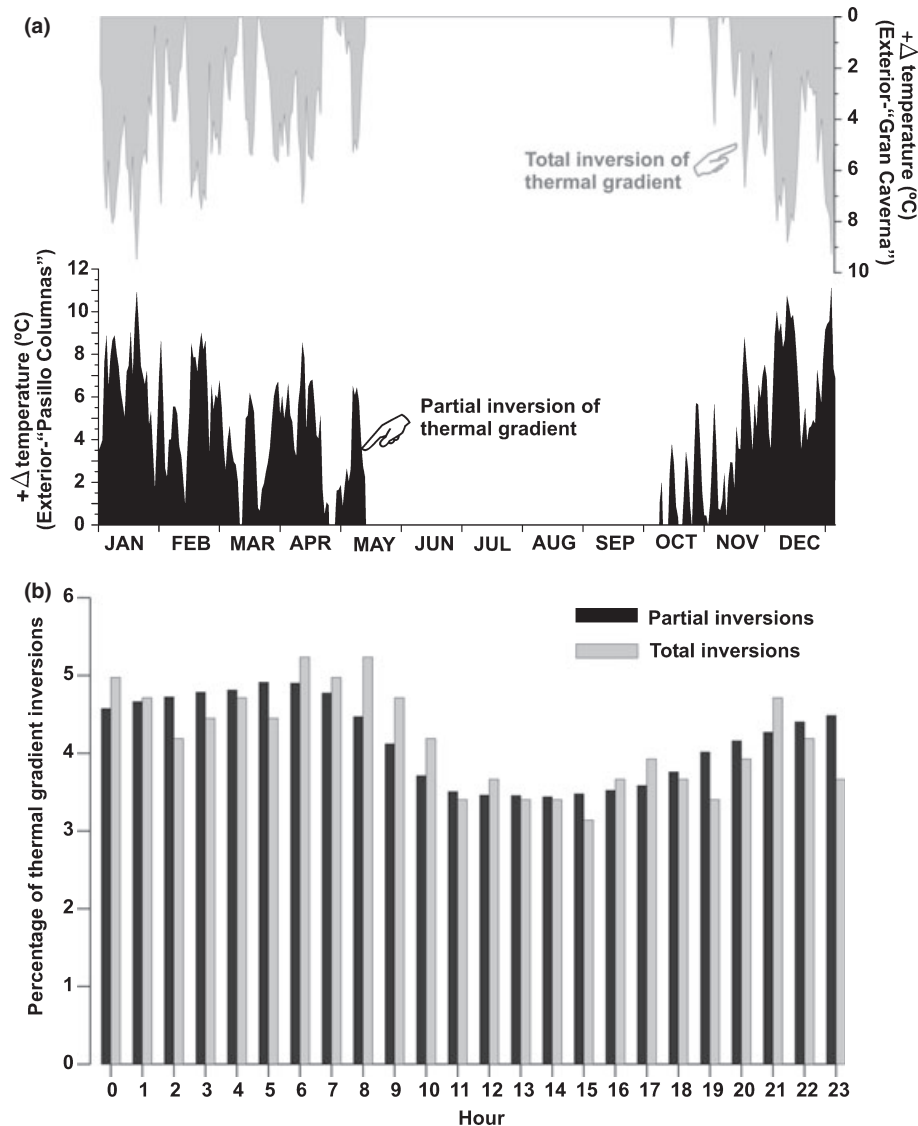 (a)
0
2
4
6
8
10
+Δ temperature (ºC)
(Exterior-“Gran Caverna”)
Total inversion of
thermal gradient
12
10
8
6
4
2
0
+Δ temperature (ºC)
(Exterior-“Pasillo Columnas”)
Partial inversion of
thermal gradient
JAN FEB MAR APR MAY JUN JUL AUG SEP OCT NOV DEC
(b)
6
5
4
3
2
1
0
Percentage of thermal gradient inversions
Partial inversions
Total inversions
0 1 2 3 4 5 6 7 8 9 10 11 12 13 14 15 16 17 18 19 20 21 22 23
Hour